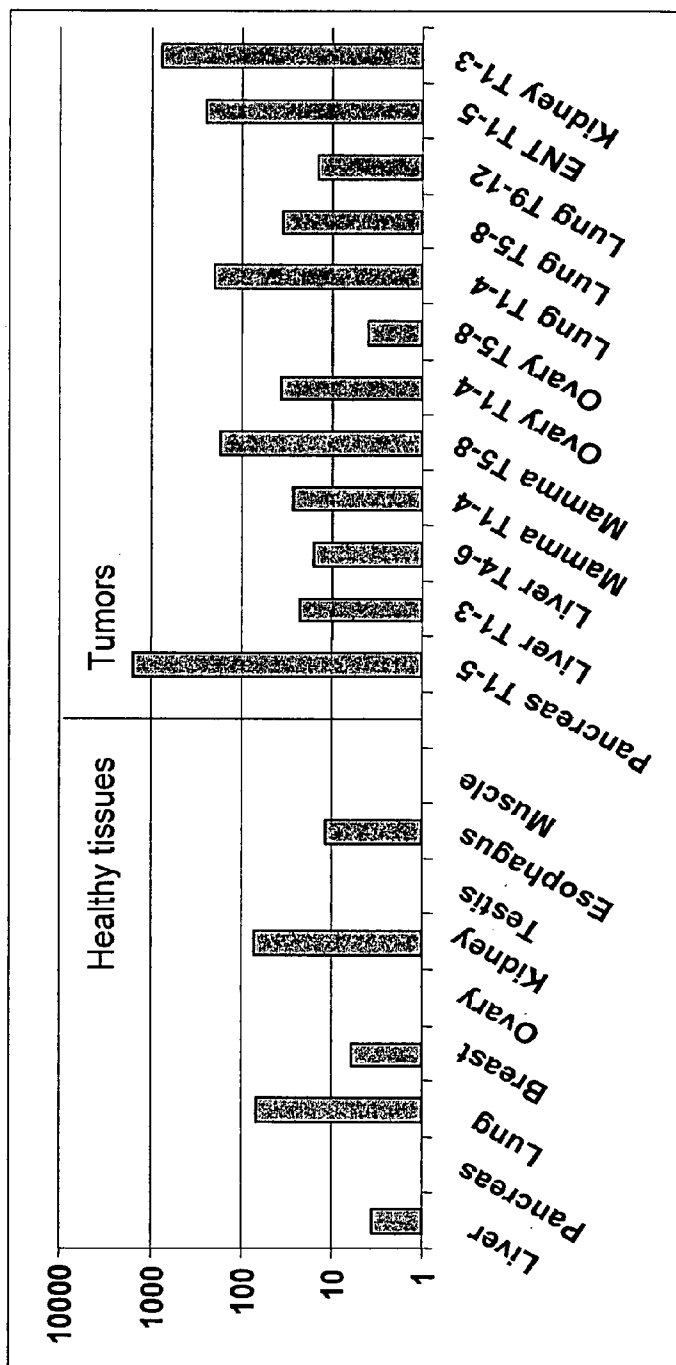 Healthy tissues
Tumors
10000
1000
100
10
1
Liver
Pancreas
Lung
Breast
Ovary
Kidney
Testis
Esophagus
Muscle
Pancreas T1-5
Liver T1-3
Liver T4-6
Mamma T1-4
Mamma T5-8
Ovary T1-4
Ovary T5-8
Lung T1-4
Lung T5-8
Lung T9-12
ENT T1-5
Kidney T1-3